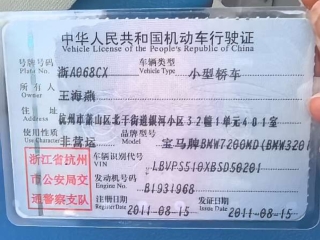 中华人民共和国机动车行驶证
Vehicle License of the People's Republic of China
号牌号码 浙A068CX 车辆类型 小型轿车
Plate No. Vehicle Type
所有人 王海燕
Owner
住址 杭州市萧山区北干街道银河小区32幢1单元401室
使用性质 非营运 品牌型号 宝马牌BMW7200MD(BMW320i
浙江省杭州市公安局交通警察支队
车辆识别代号 LBVPS510XBSD50201
VIN
发动机号码 B1931968
Engine No.
注册日期 2011-08-15 发证日期 2011-08-15
Register Date Issue Date